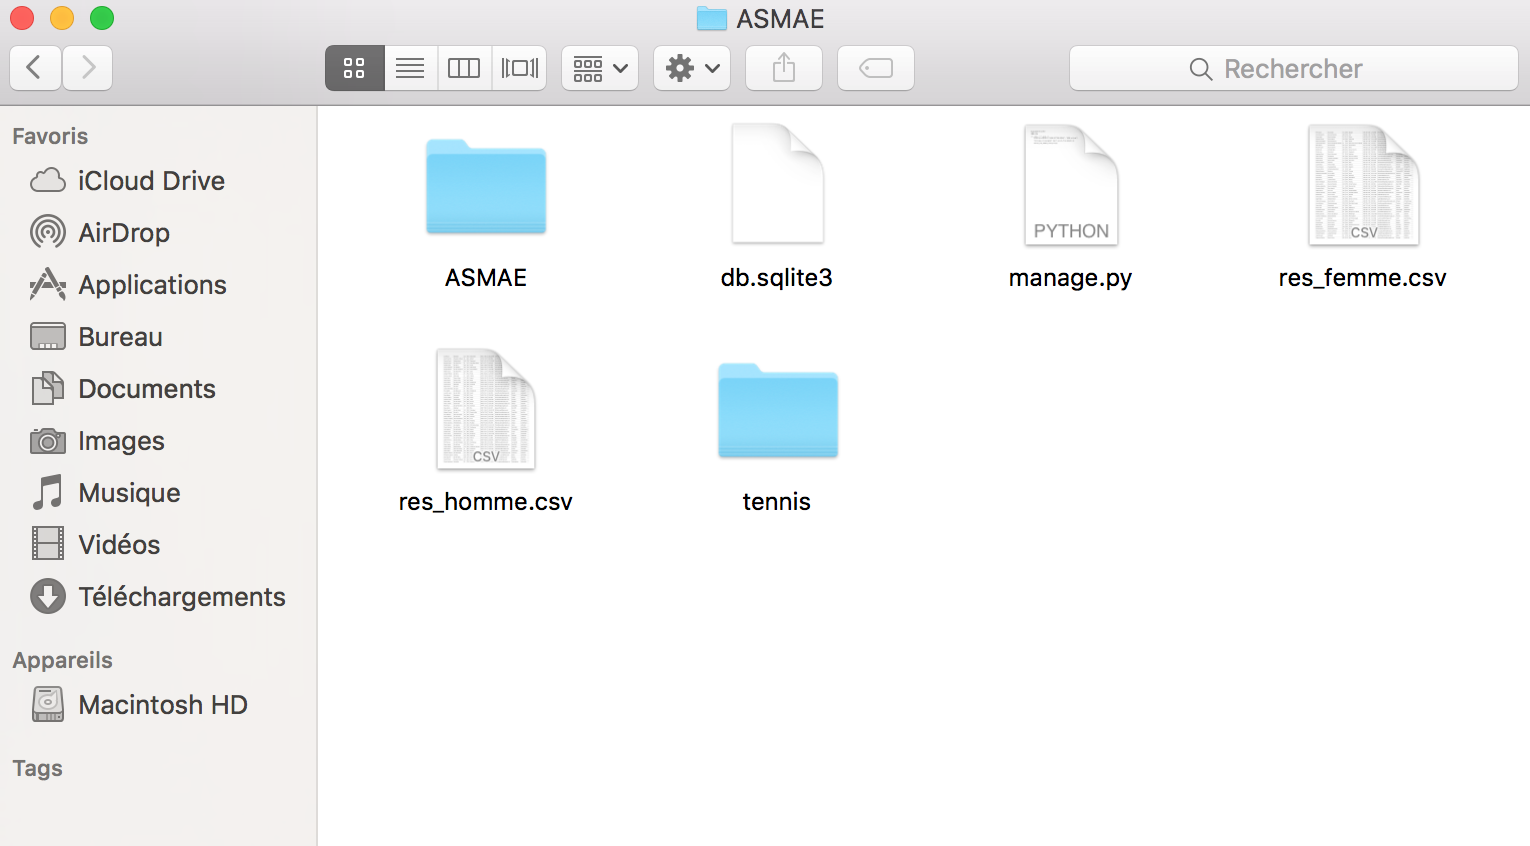 ASMAE
Rechercher
Favoris
iCloud Drive
AirDrop
Applications
Bureau
Documents
Images
Musique
Vidéos
Téléchargements
Appareils
Macintosh HD
Tags
ASMAE
db.sqlite3
PYTHON
manage.py
CSV
res_femme.csv
CSV
res_homme.csv
tennis